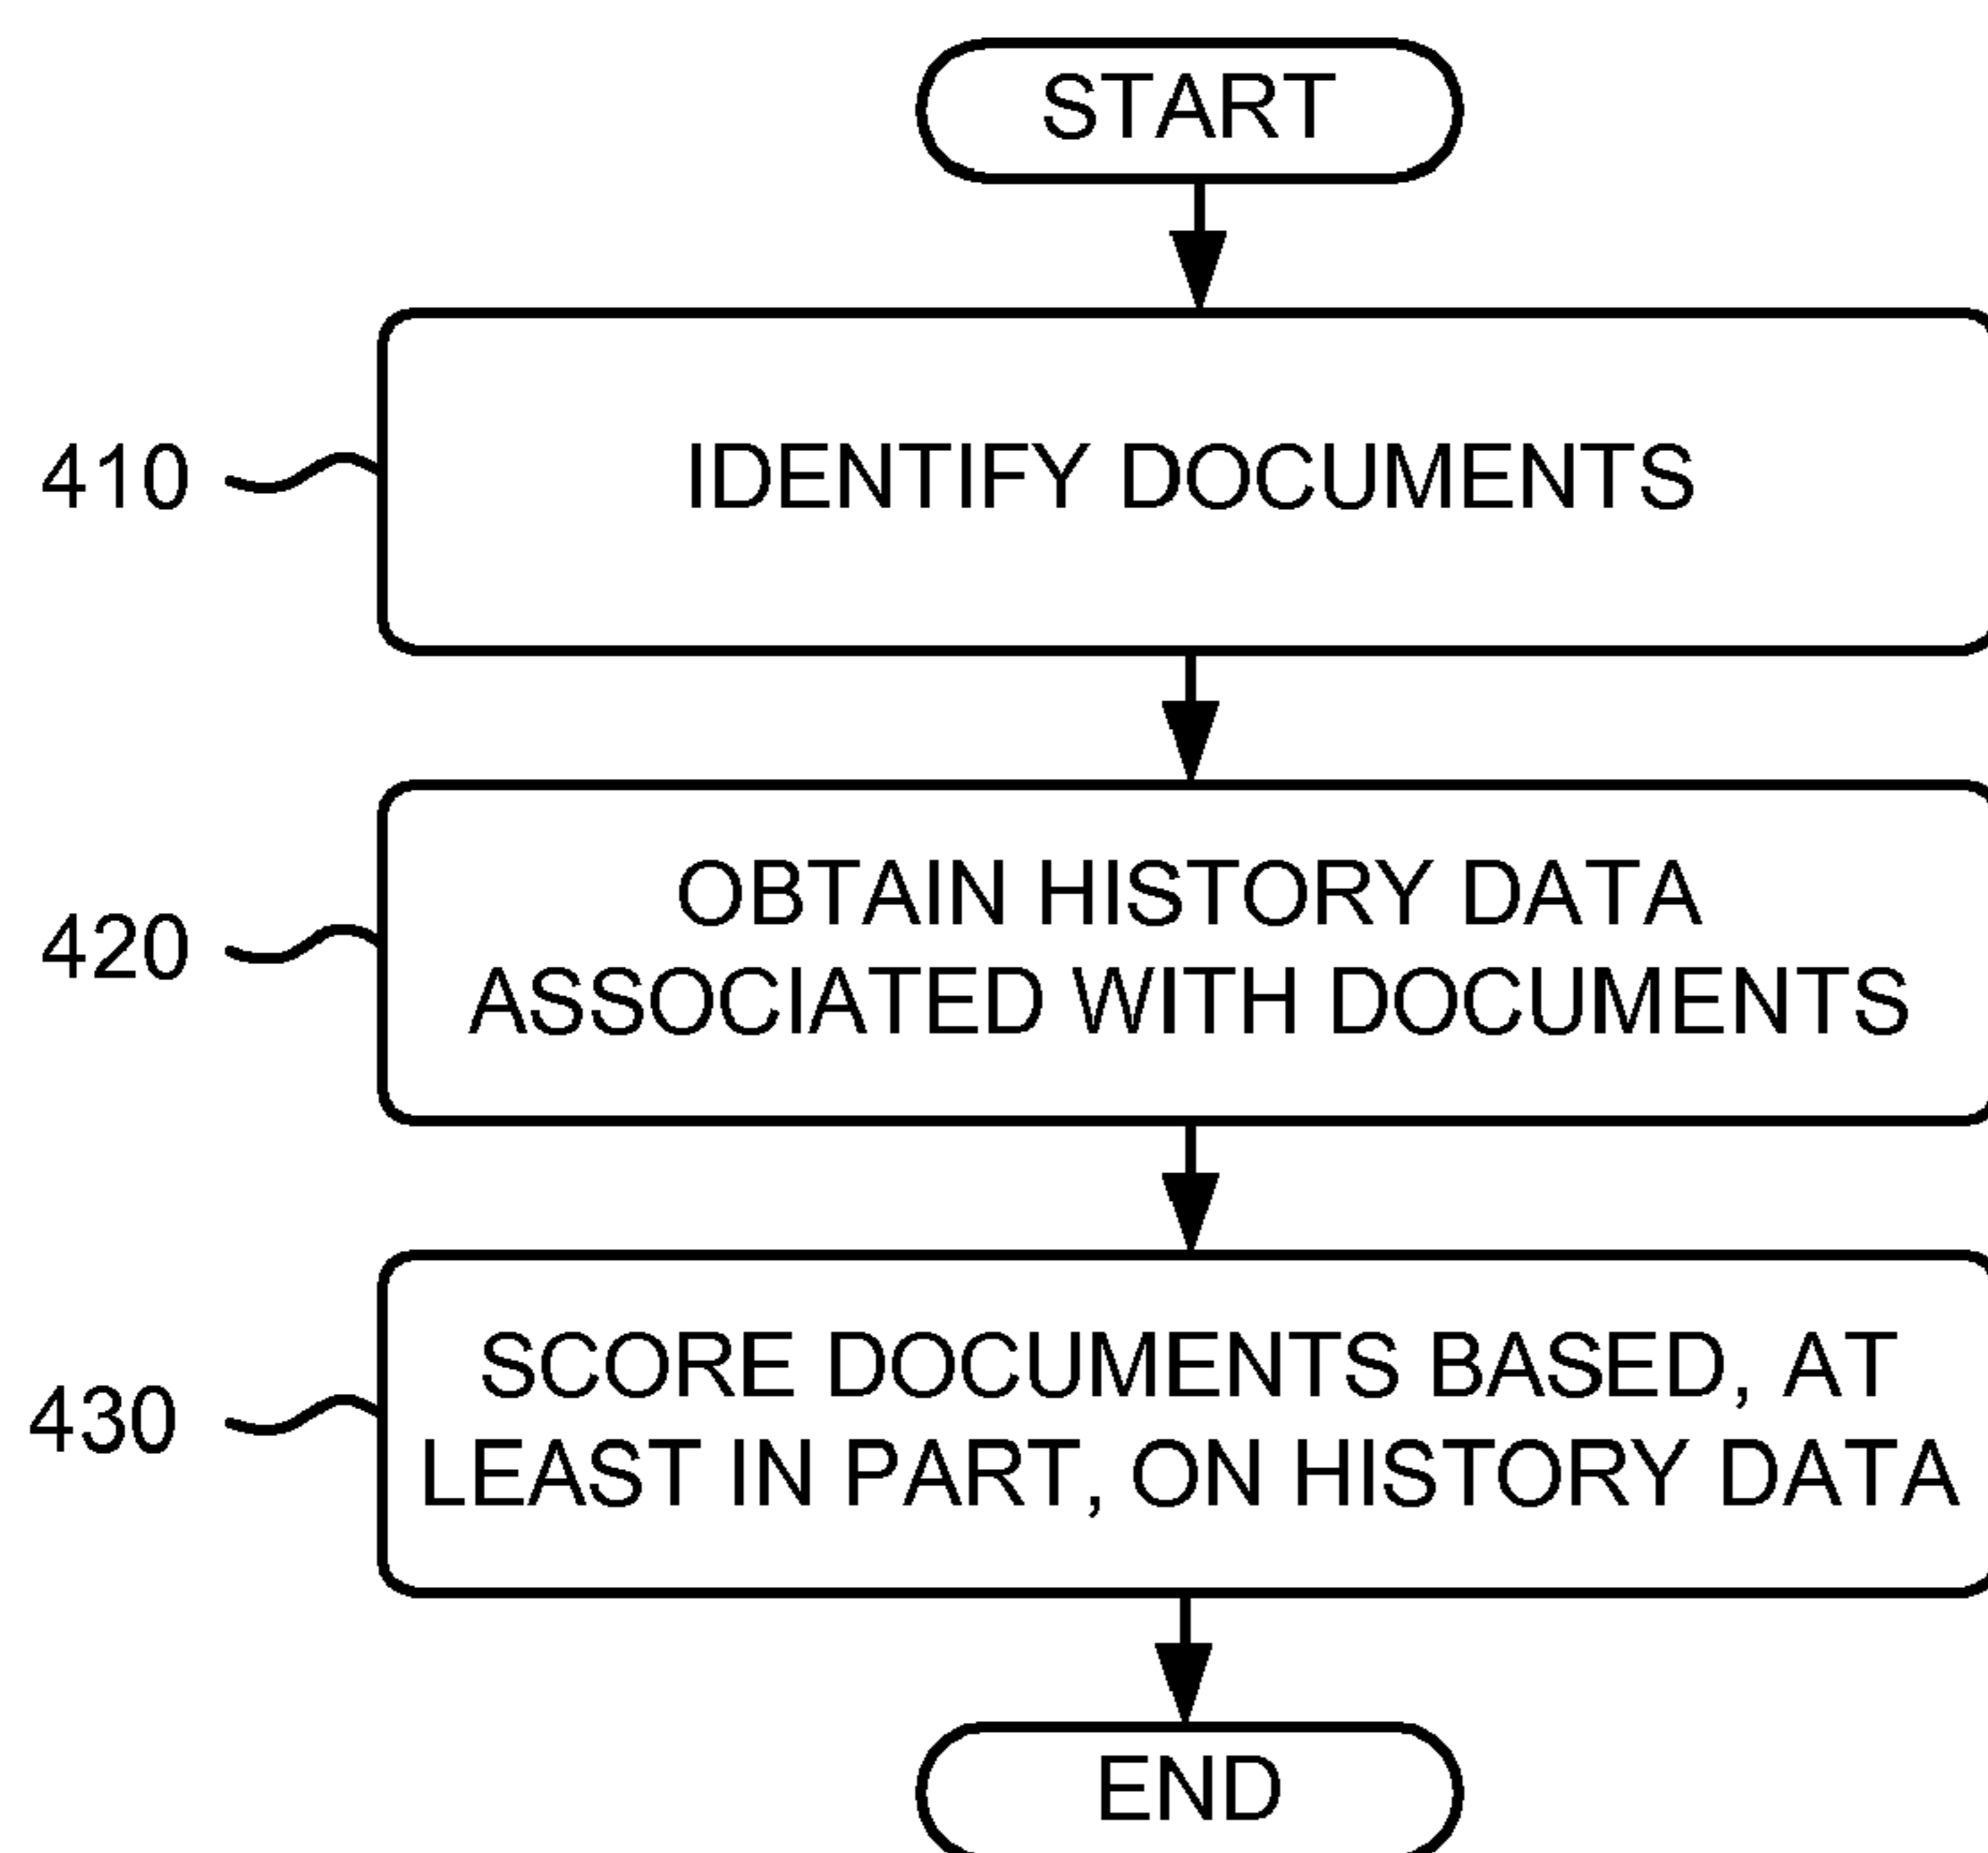 START
410
IDENTIFY DOCUMENTS
420
OBTAIN HISTORY DATA
ASSOCIATED WITH DOCUMENTS
430
SCORE DOCUMENTS BASED, AT
LEAST IN PART, ON HISTORY DATA
END